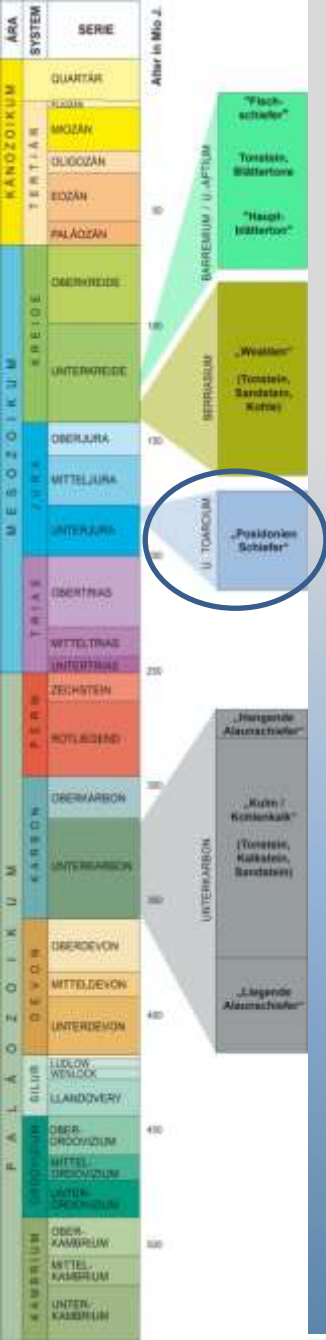 ÄRA
SYSTEM
SERIE
Alter in Mio J.
KÄNOZOIKUM
MESOZOIKUM
PALÄOZOIKUM
TERTIÄR
KREIDE
JURA
TRIAS
PERM
KARBON
DEVON
SILUR
ORDOVIZIUM
KAMBRIUM
QUARTÄR
MIOZÄN
OLIGOZÄN
EOZÄN
PALÄOZÄN
OBERKREIDE
UNTERKREIDE
OBERJURA
MITTELJURA
UNTERJURA
OBERTRIAS
MITTELTRIAS
UNTERTRIAS
ZECHSTEIN
ROTLIEGEND
OBERKARBON
UNTERKARBON
OBERDEVON
MITTELDEVON
UNTERDEVON
LUDLOW
WENLOCK
LLANDOVERY
OBER-
ORDOVIZIUM
MITTEL-
ORDOVIZIUM
UNTER-
ORDOVIZIUM
OBER-
KAMBRIUM
MITTEL-
KAMBRIUM
UNTER-
KAMBRIUM
50
100
150
200
250
300
350
400
450
500
BARREMIUM / U. APTIUM
"Fisch-
schiefer"
Tonstein,
Blättertone
"Haupt-
blätterton"
BERRIASIUM
„Wealden"
(Tonstein,
Sandstein,
Kohle)
U. TOARCIUM
„Posidonien
Schiefer"
UNTERKARBON
„Hangende
Alaunschiefer"
„Kulm /
Kohlenkalk"
(Tonstein,
Kalkstein,
Sandstein)
„Liegende
Alaunschiefer"